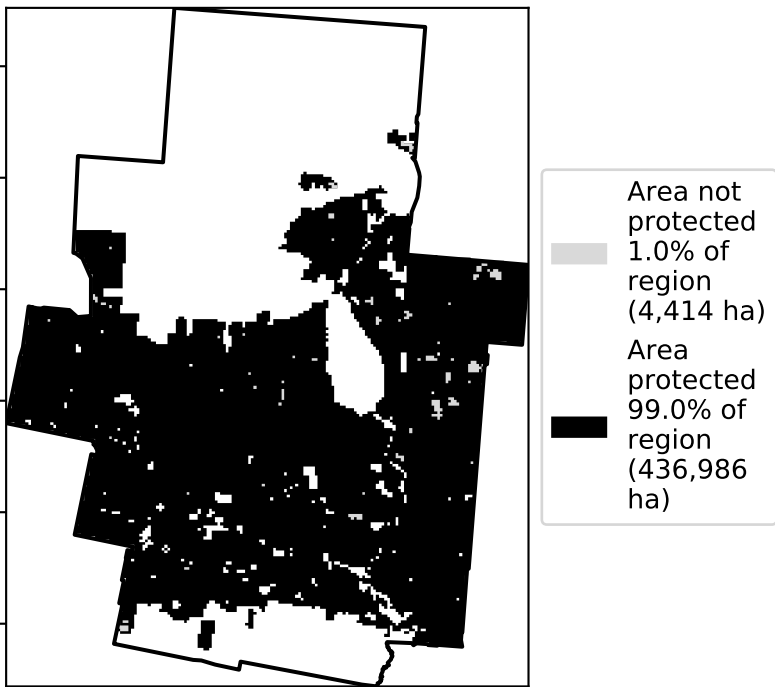 Area not
protected
1.0% of
region
(4,414 ha)
Area
protected
99.0% of
region
(436,986
ha)